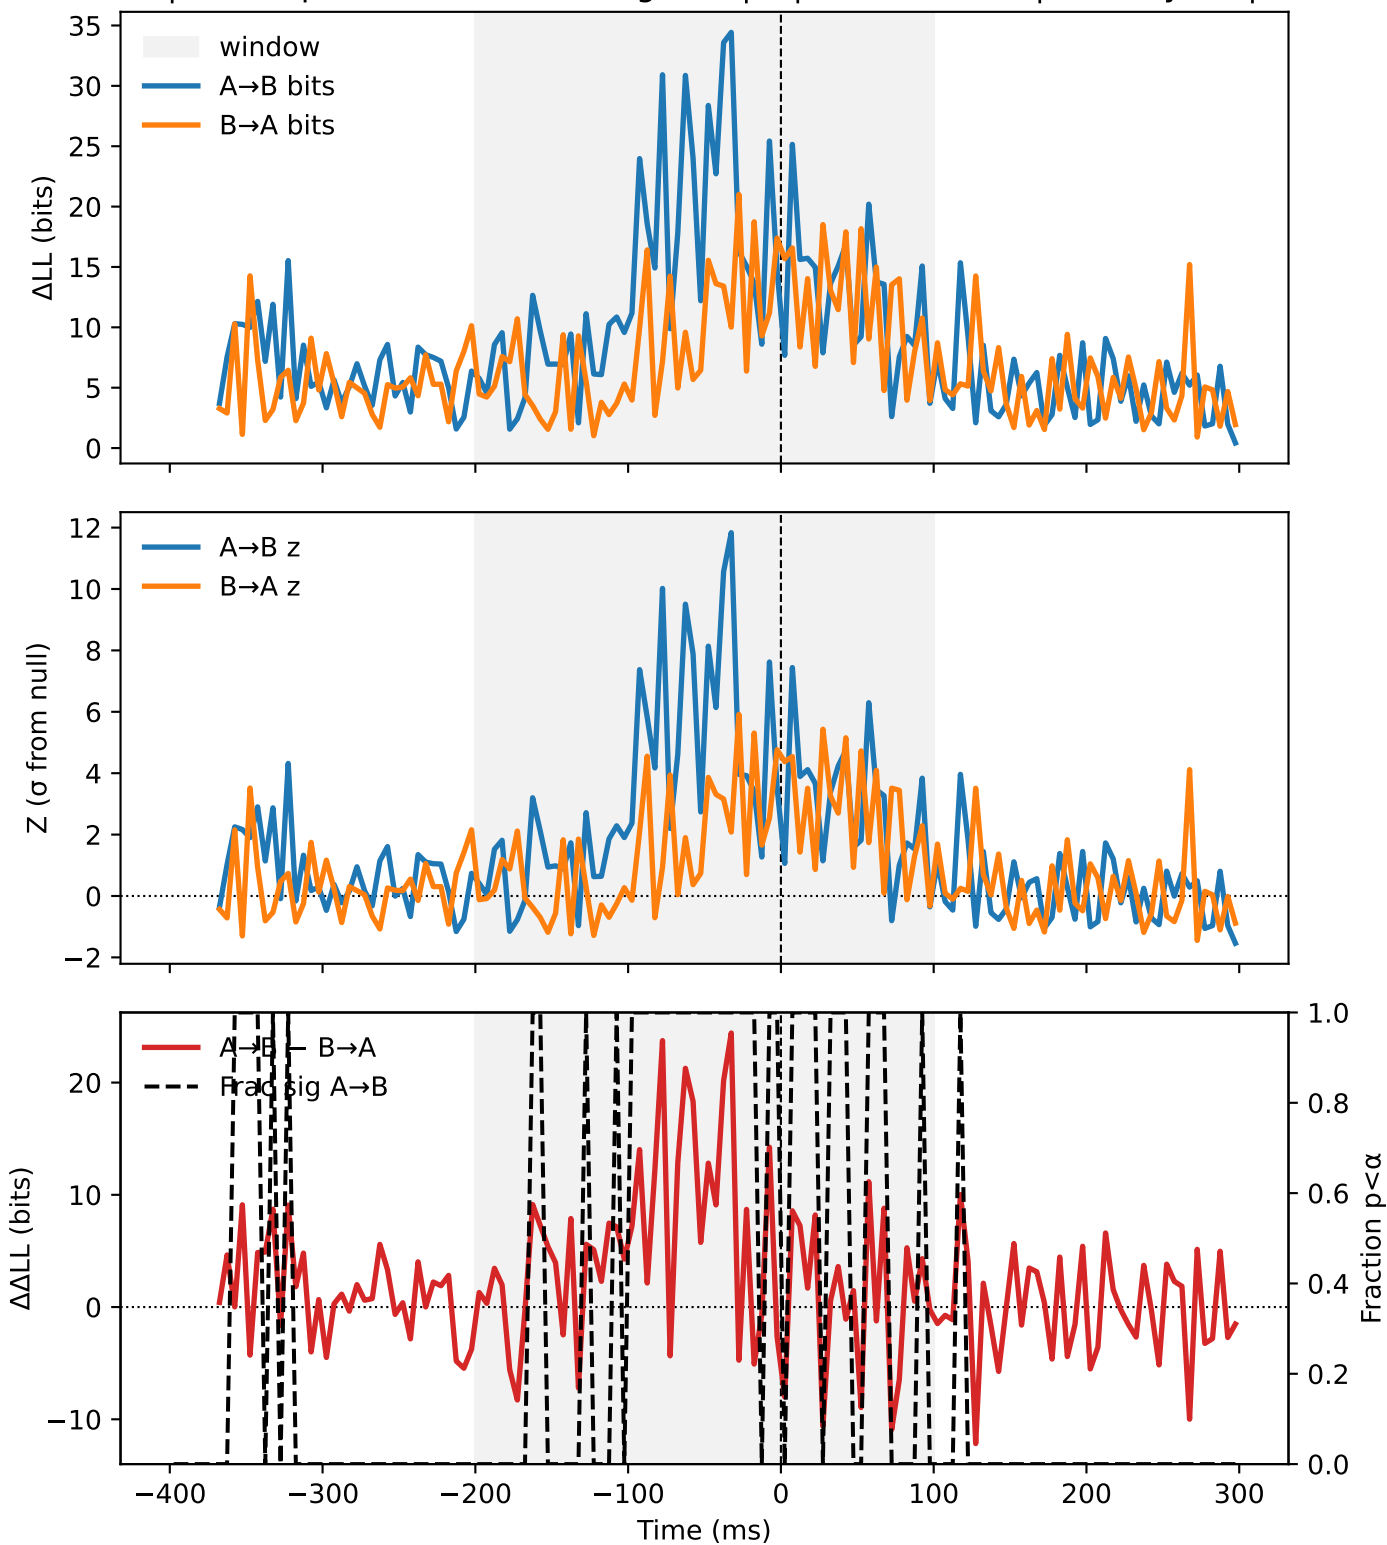 35
30
25
20
15
10
5
0
ΔLL (bits)
window
A→B bits
B→A bits
12
10
8
6
4
2
0
−2
Z (σ from null)
A→B z
B→A z
20
10
0
−10
ΔΔLL (bits)
A→B − B→A
Frac sig A→B
1.0
0.8
0.6
0.4
0.2
0.0
Fraction p<α
−400 −300 −200 −100 0 100 200 300
Time (ms)